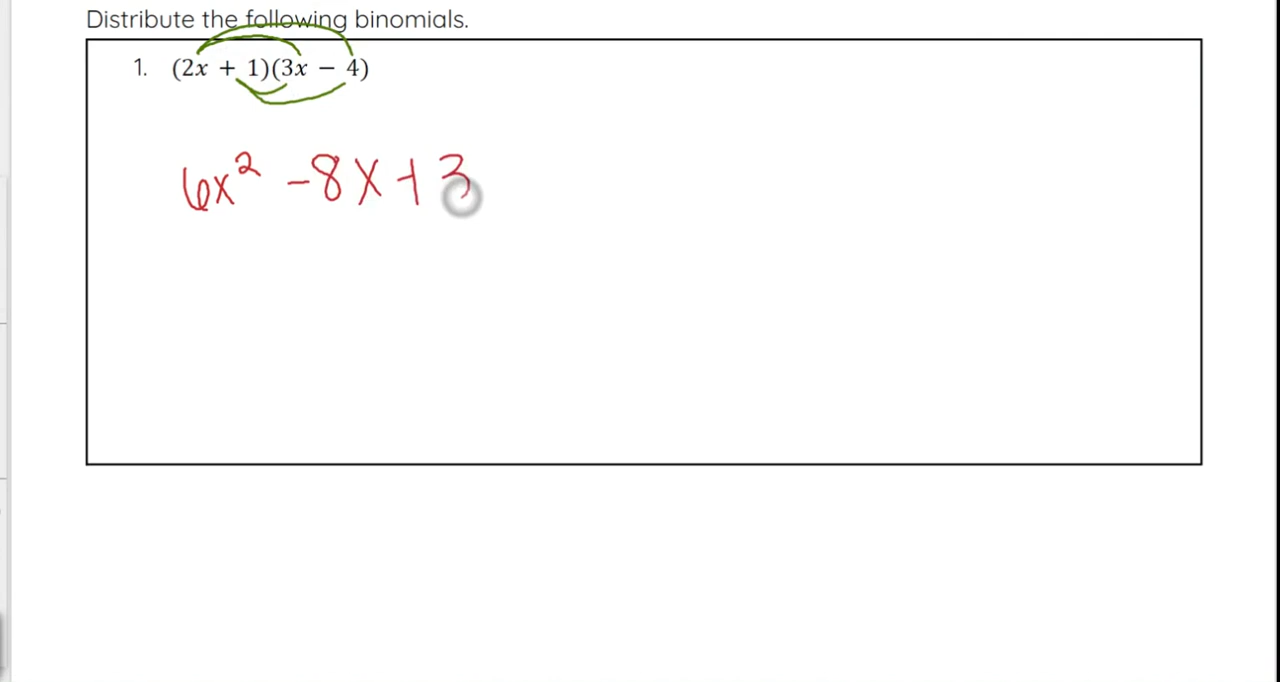 Distribute the following binomials.
1. (2x + 1)(3x − 4)
6x² - 8x + 3